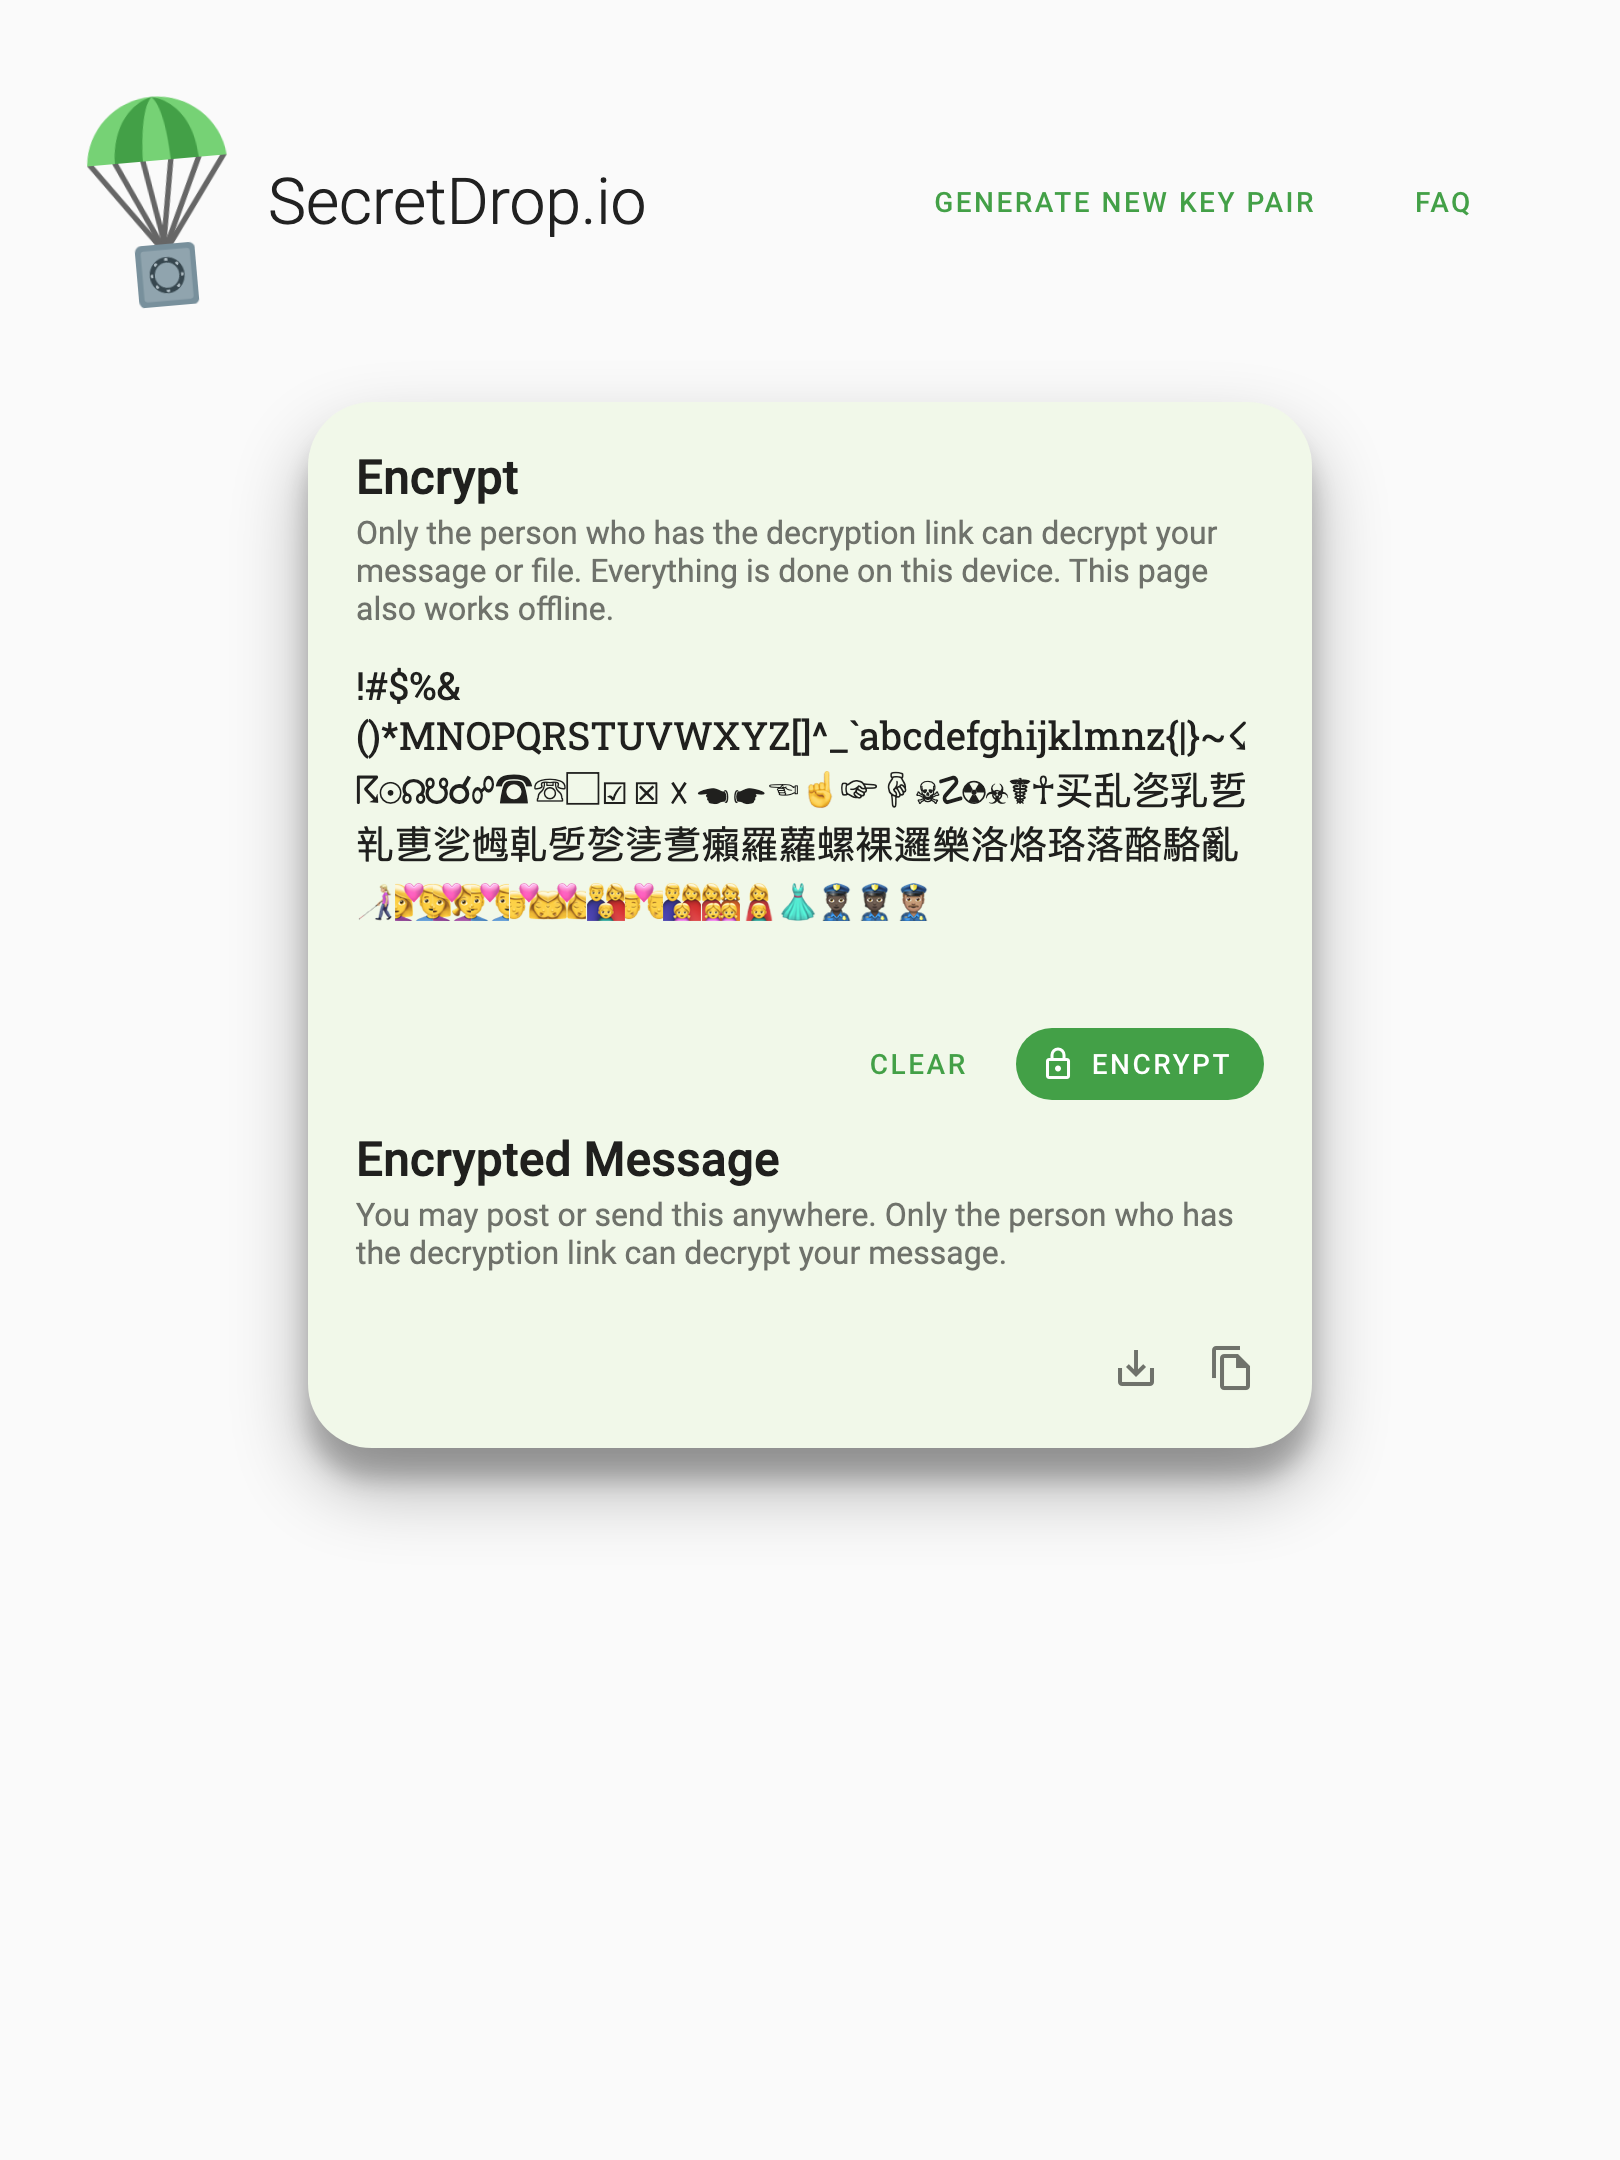 SecretDrop.io
GENERATE NEW KEY PAIR
FAQ
Encrypt
Only the person who has the decryption link can decrypt your
message or file. Everything is done on this device. This page
also works offline.
!#$%&
()*MNOPQRSTUVWXYZ[]^_`abcdefghijklmnz{|}~☇
☈☉☊☋☌☍☎☏☐☑☒☓☚☛☜☝☞☟☠☡☢☣☤☥买乱乲乳乴
乵乶乷乸乹乺乻乼乽癩羅蘿螺裸邏樂洛烙珞落酪駱亂
CLEAR
ENCRYPT
Encrypted Message
You may post or send this anywhere. Only the person who has
the decryption link can decrypt your message.